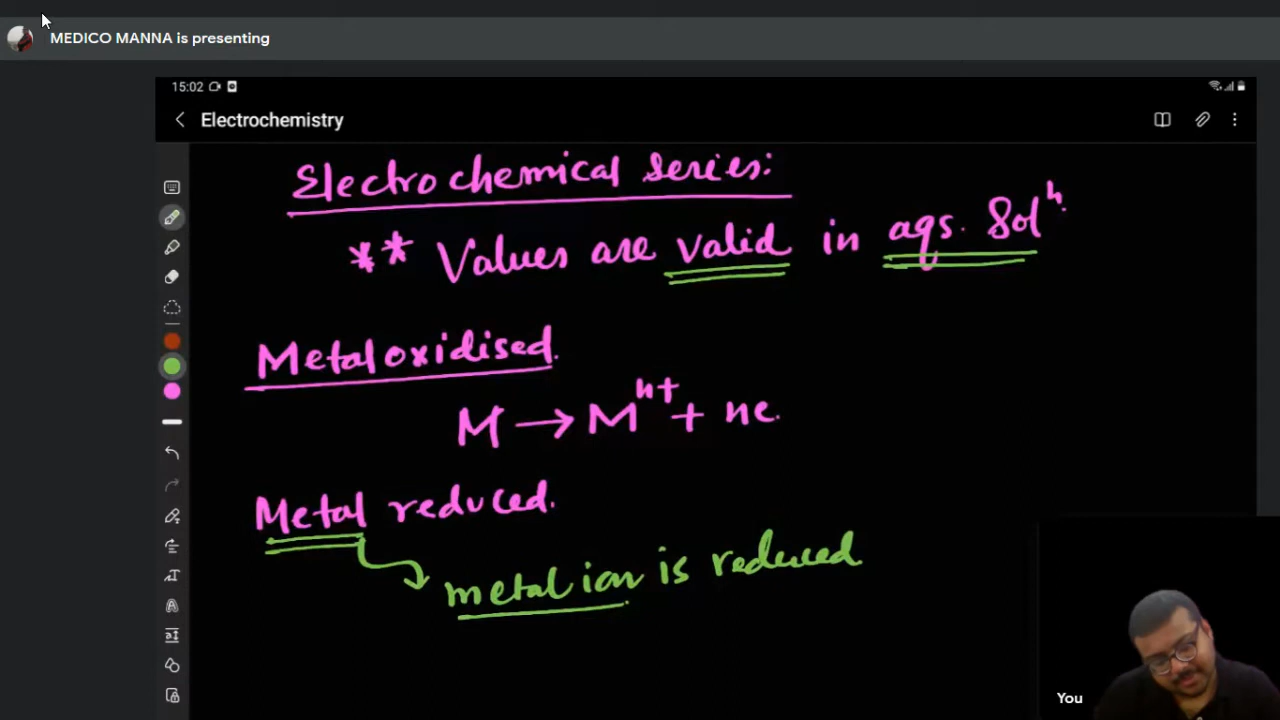 MEDICO MANNA is presenting
15:02
Electrochemistry
Electrochemical series:
** Values are valid in aqs. Solⁿ.
Metal oxidised.
M → Mⁿ⁺ + ne.
Metal reduced.
metal ion is reduced
You